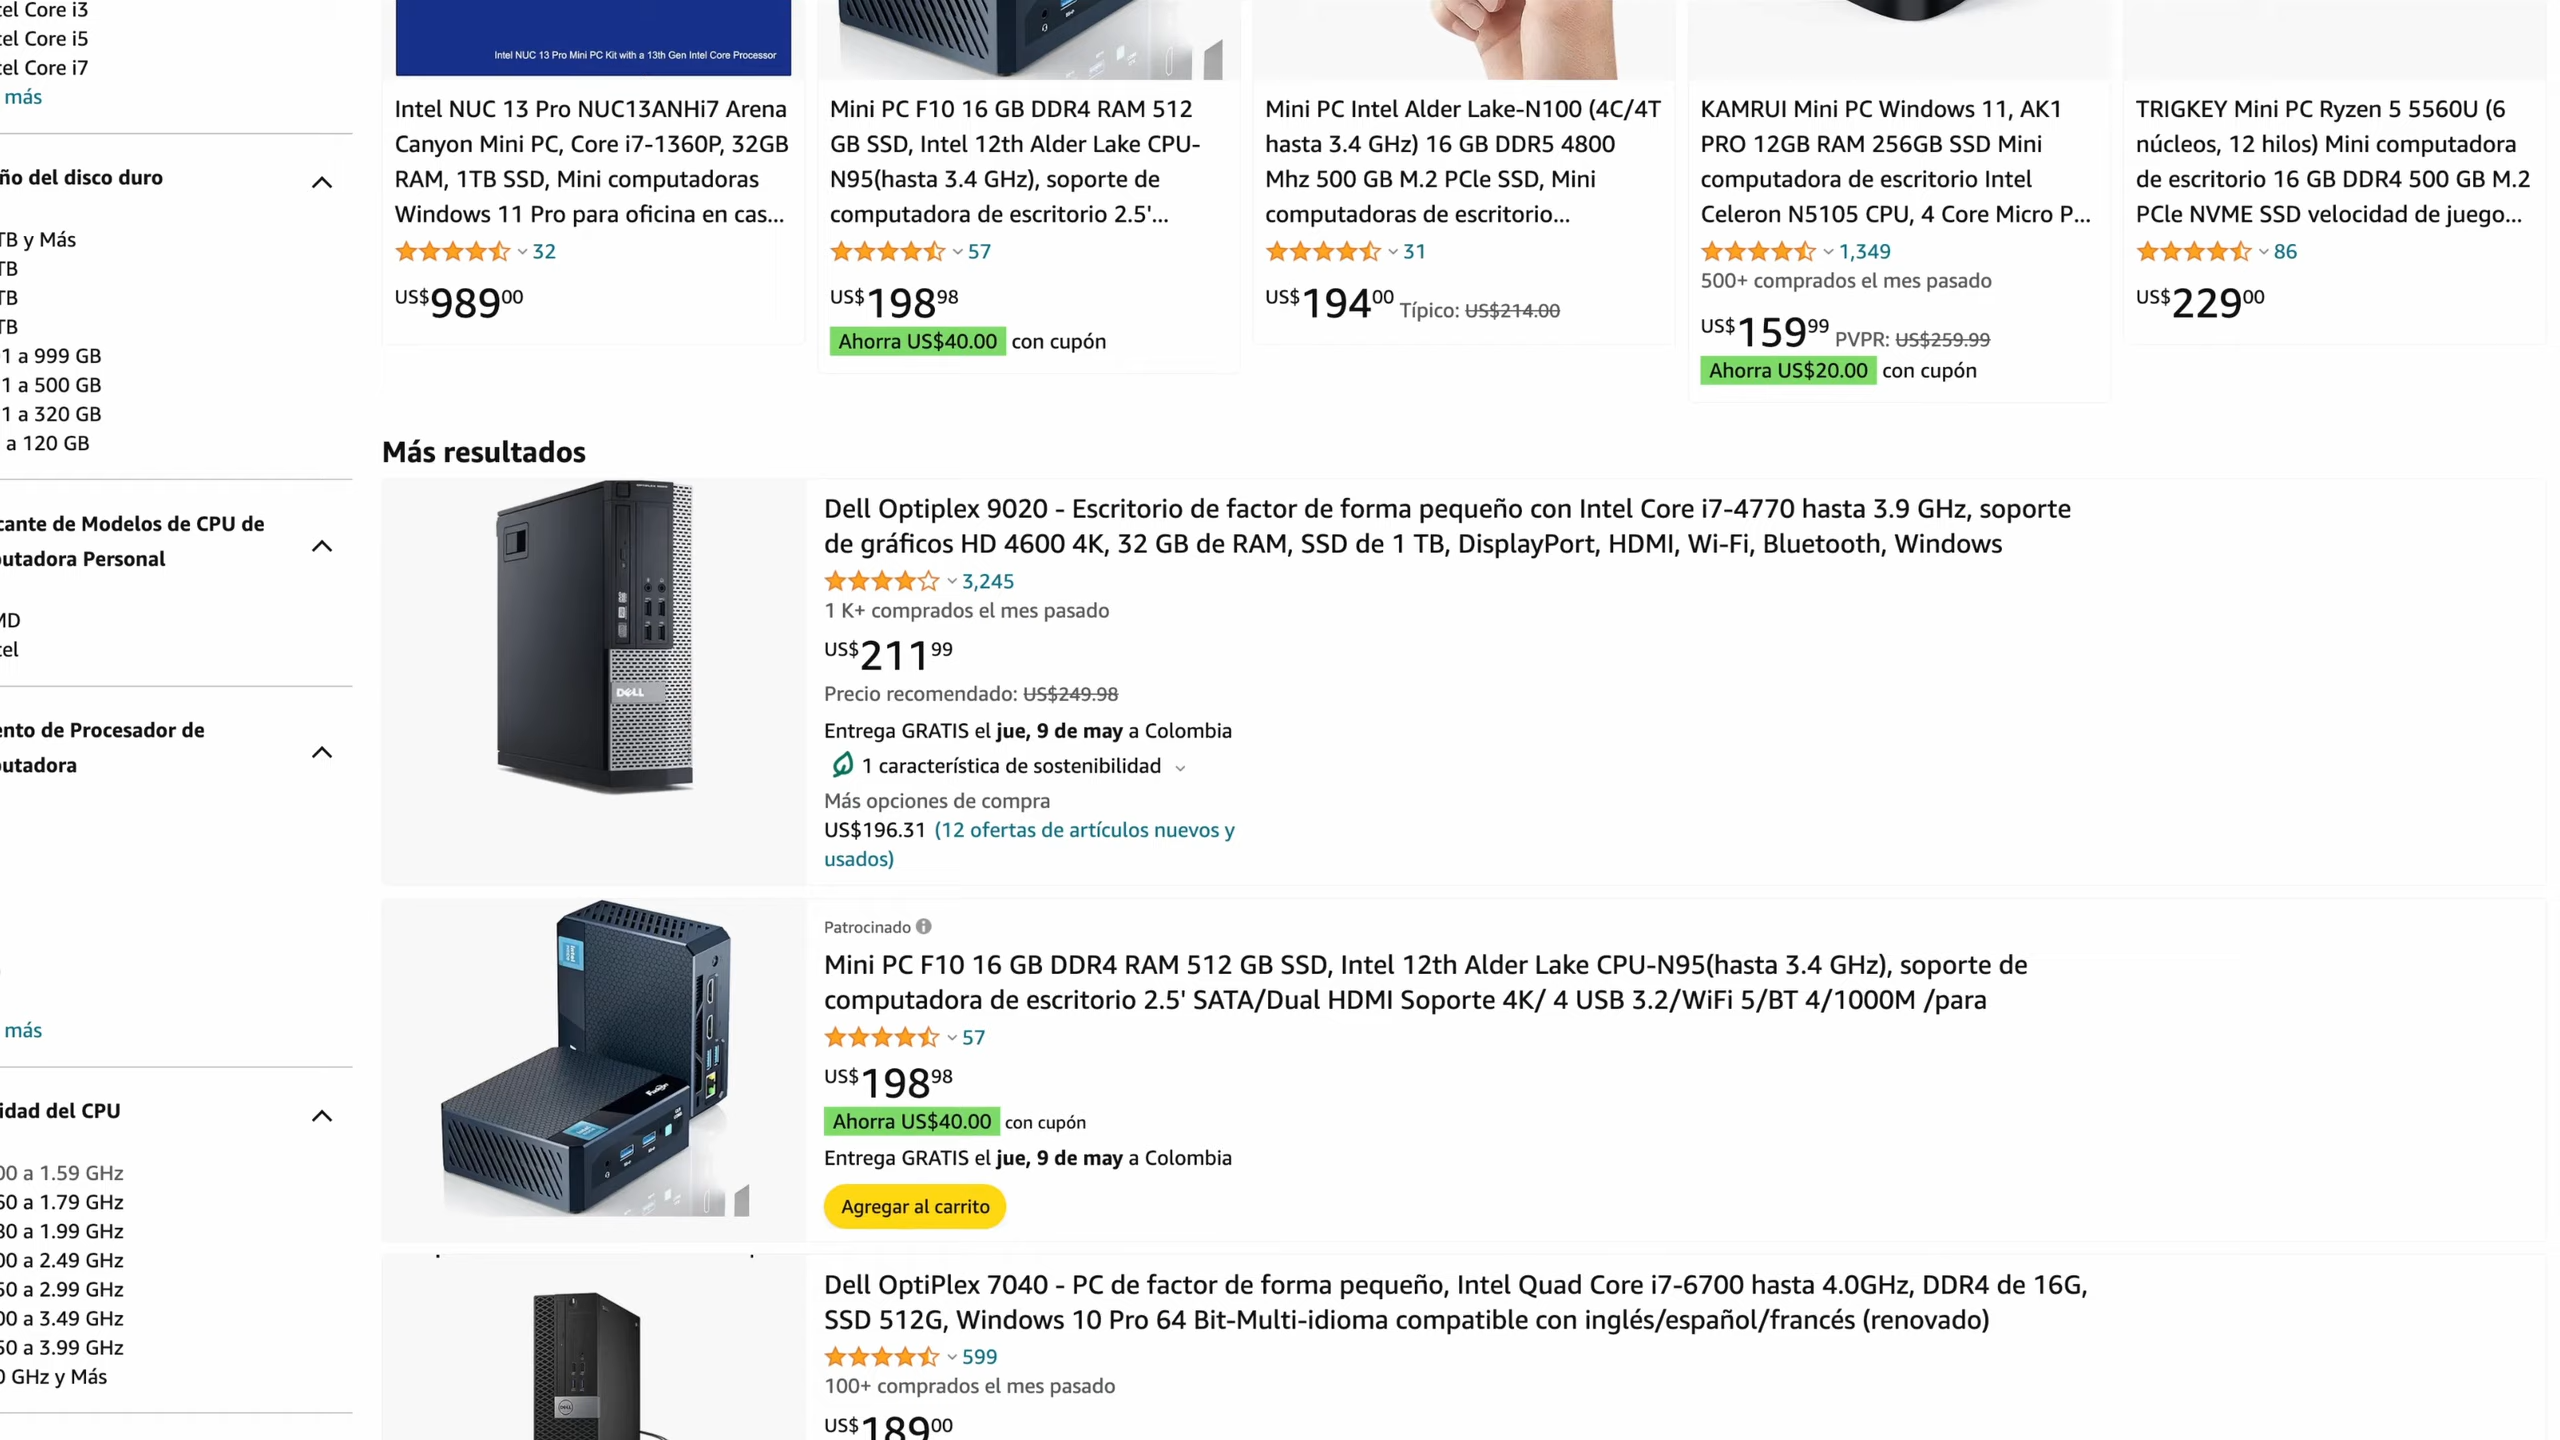 tel Core i3
tel Core i5
tel Core i7
más
ño del disco duro
TB y Más
TB
TB
TB
1 a 999 GB
1 a 500 GB
1 a 320 GB
a 120 GB
cante de Modelos de CPU de
putadora Personal
MD
tel
ento de Procesador de
putadora
más
idad del CPU
00 a 1.59 GHz
60 a 1.79 GHz
80 a 1.99 GHz
00 a 2.49 GHz
50 a 2.99 GHz
00 a 3.49 GHz
50 a 3.99 GHz
0 GHz y Más
Intel NUC 13 Pro Mini PC Kit with a 13th Gen Intel Core Processor
Intel NUC 13 Pro NUC13ANHi7 Arena
Canyon Mini PC, Core i7-1360P, 32GB
RAM, 1TB SSD, Mini computadoras
Windows 11 Pro para oficina en cas...
32
US$98900
Mini PC F10 16 GB DDR4 RAM 512
GB SSD, Intel 12th Alder Lake CPU-
N95(hasta 3.4 GHz), soporte de
computadora de escritorio 2.5'...
57
US$19898
Ahorra US$40.00 con cupón
Mini PC Intel Alder Lake-N100 (4C/4T
hasta 3.4 GHz) 16 GB DDR5 4800
Mhz 500 GB M.2 PCle SSD, Mini
computadoras de escritorio...
31
US$19400 Típico: US$214.00
KAMRUI Mini PC Windows 11, AK1
PRO 12GB RAM 256GB SSD Mini
computadora de escritorio Intel
Celeron N5105 CPU, 4 Core Micro P...
1,349
500+ comprados el mes pasado
US$15999 PVPR: US$259.99
Ahorra US$20.00 con cupón
TRIGKEY Mini PC Ryzen 5 5560U (6
núcleos, 12 hilos) Mini computadora
de escritorio 16 GB DDR4 500 GB M.2
PCle NVME SSD velocidad de juego...
86
US$22900
Más resultados
DELL
Dell Optiplex 9020 - Escritorio de factor de forma pequeño con Intel Core i7-4770 hasta 3.9 GHz, soporte
de gráficos HD 4600 4K, 32 GB de RAM, SSD de 1 TB, DisplayPort, HDMI, Wi-Fi, Bluetooth, Windows
3,245
1 K+ comprados el mes pasado
US$21199
Precio recomendado: US$249.98
Entrega GRATIS el jue, 9 de may a Colombia
1 característica de sostenibilidad
Más opciones de compra
US$196.31 (12 ofertas de artículos nuevos y
usados)
Patrocinado
Mini PC F10 16 GB DDR4 RAM 512 GB SSD, Intel 12th Alder Lake CPU-N95(hasta 3.4 GHz), soporte de
computadora de escritorio 2.5' SATA/Dual HDMI Soporte 4K/ 4 USB 3.2/WiFi 5/BT 4/1000M /para
57
US$19898
Ahorra US$40.00 con cupón
Entrega GRATIS el jue, 9 de may a Colombia
Agregar al carrito
DELL
Dell OptiPlex 7040 - PC de factor de forma pequeño, Intel Quad Core i7-6700 hasta 4.0GHz, DDR4 de 16G,
SSD 512G, Windows 10 Pro 64 Bit-Multi-idioma compatible con inglés/español/francés (renovado)
599
100+ comprados el mes pasado
US$18900